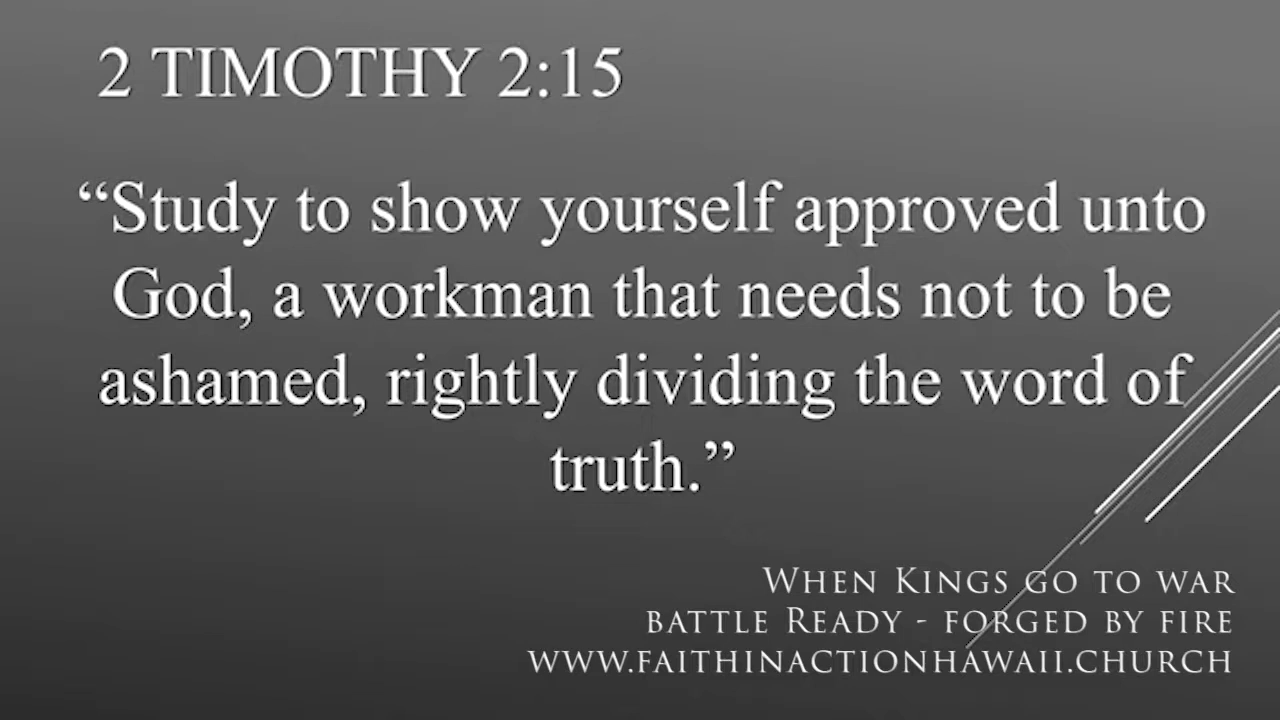 2 TIMOTHY 2:15
“Study to show yourself approved unto
God, a workman that needs not to be
ashamed, rightly dividing the word of
truth.”
WHEN KINGS GO TO WAR
BATTLE READY - FORGED BY FIRE
WWW.FAITHINACTIONHAWAII.CHURCH